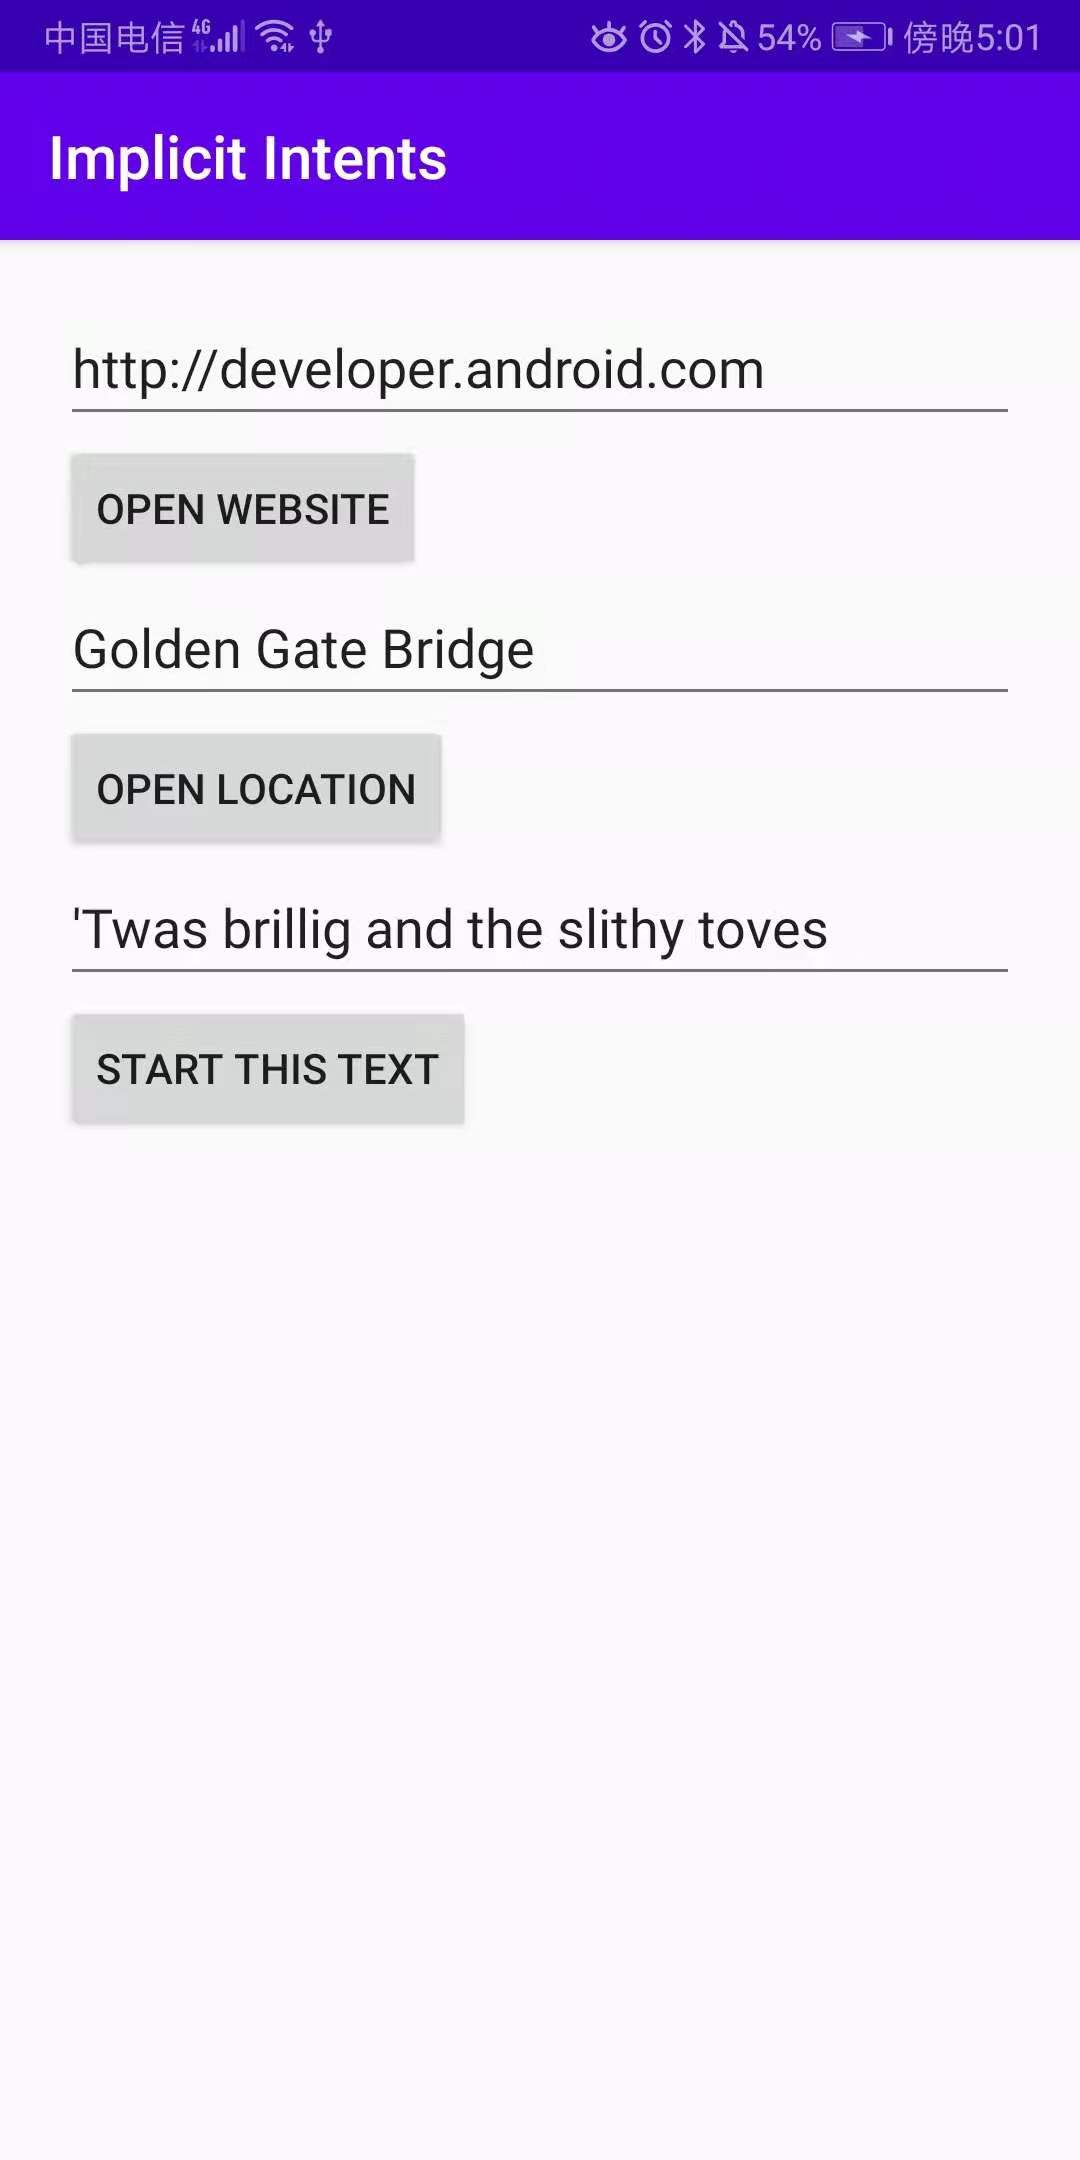 中国电信 4G 54% 傍晚5:01
Implicit Intents
http://developer.android.com
OPEN WEBSITE
Golden Gate Bridge
OPEN LOCATION
'Twas brillig and the slithy toves
START THIS TEXT